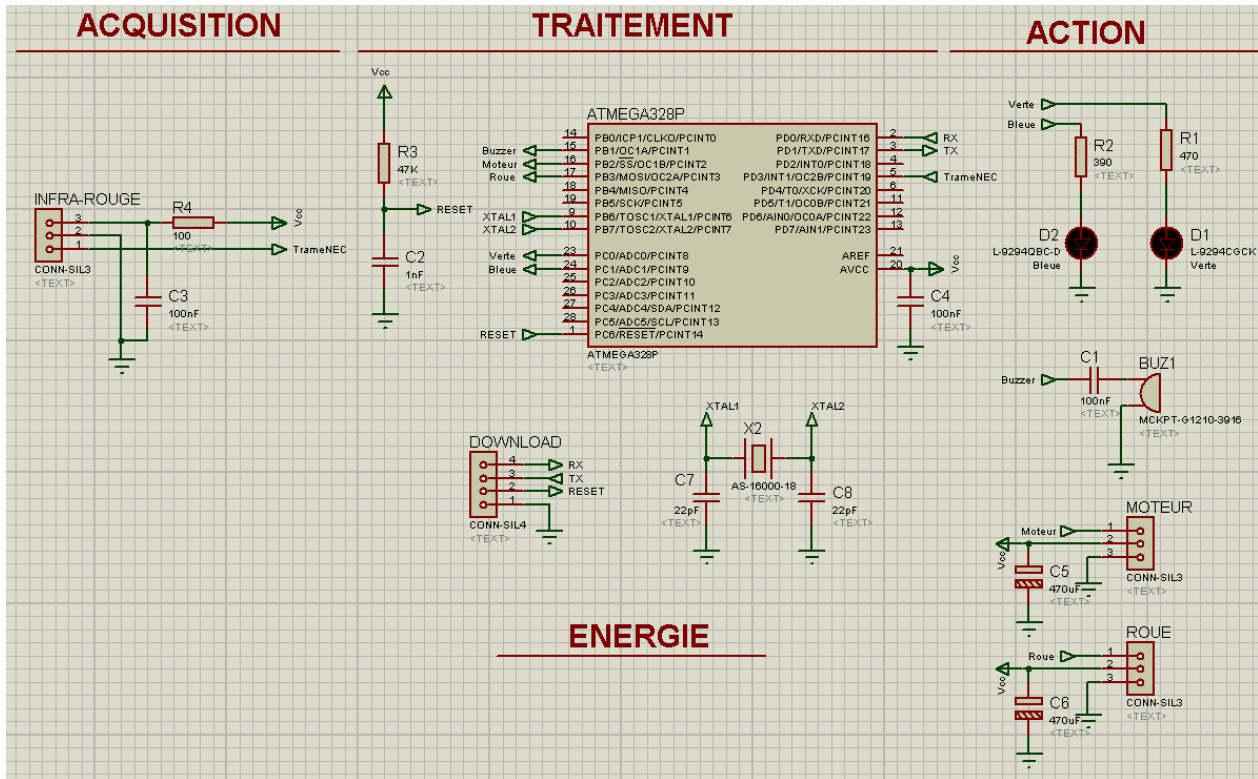 ACQUISITION
TRAITEMENT
ACTION
INFRA-ROUGE
3
2
1
CONN-SIL3
<TEXT>
R4
100
<TEXT>
Vcc
TrameNEC
C3
100nF
<TEXT>
Vcc
R3
47K
<TEXT>
RESET
C2
1nF
<TEXT>
ATMEGA328P
Buzzer
Moteur
Roue
XTAL1
XTAL2
Verte
Bleue
RESET
14 PB0/ICP1/CLKO/PCINT0
15 PB1/OC1A/PCINT1
16 PB2/SS/OC1B/PCINT2
17 PB3/MOSI/OC2A/PCINT3
18 PB4/MISO/PCINT4
19 PB5/SCK/PCINT5
9 PB6/TOSC1/XTAL1/PCINT6
10 PB7/TOSC2/XTAL2/PCINT7
23 PC0/ADC0/PCINT8
24 PC1/ADC1/PCINT9
25 PC2/ADC2/PCINT10
26 PC3/ADC3/PCINT11
27 PC4/ADC4/SDA/PCINT12
28 PC5/ADC5/SCL/PCINT13
1 PC6/RESET/PCINT14
PD0/RXD/PCINT16 2
PD1/TXD/PCINT17 3
PD2/INT0/PCINT18 4
PD3/INT1/OC2B/PCINT19 5
PD4/T0/XCK/PCINT20 6
PD5/T1/OC0B/PCINT21 11
PD6/AIN0/OC0A/PCINT22 12
PD7/AIN1/PCINT23 13
AREF 21
AVCC 20
RX
TX
TrameNEC
Vcc
ATMEGA328P
<TEXT>
C4
100nF
<TEXT>
DOWNLOAD
4
3
2
1
RX
TX
RESET
CONN-SIL4
<TEXT>
XTAL1
XTAL2
X2
AS-16000-18
<TEXT>
C7
22pF
<TEXT>
C8
22pF
<TEXT>
ENERGIE
Verte
Bleue
R2
390
<TEXT>
R1
470
<TEXT>
D2
L-9294QBC-D
Bleue
D1
L-9294CGCK
Verte
Buzzer
C1
100nF
<TEXT>
BUZ1
MCKPT-G1210-3916
<TEXT>
MOTEUR
Moteur
1
2
3
Vcc
C5
470uF
<TEXT>
CONN-SIL3
<TEXT>
ROUE
Roue
1
2
3
Vcc
C6
470uF
<TEXT>
CONN-SIL3
<TEXT>